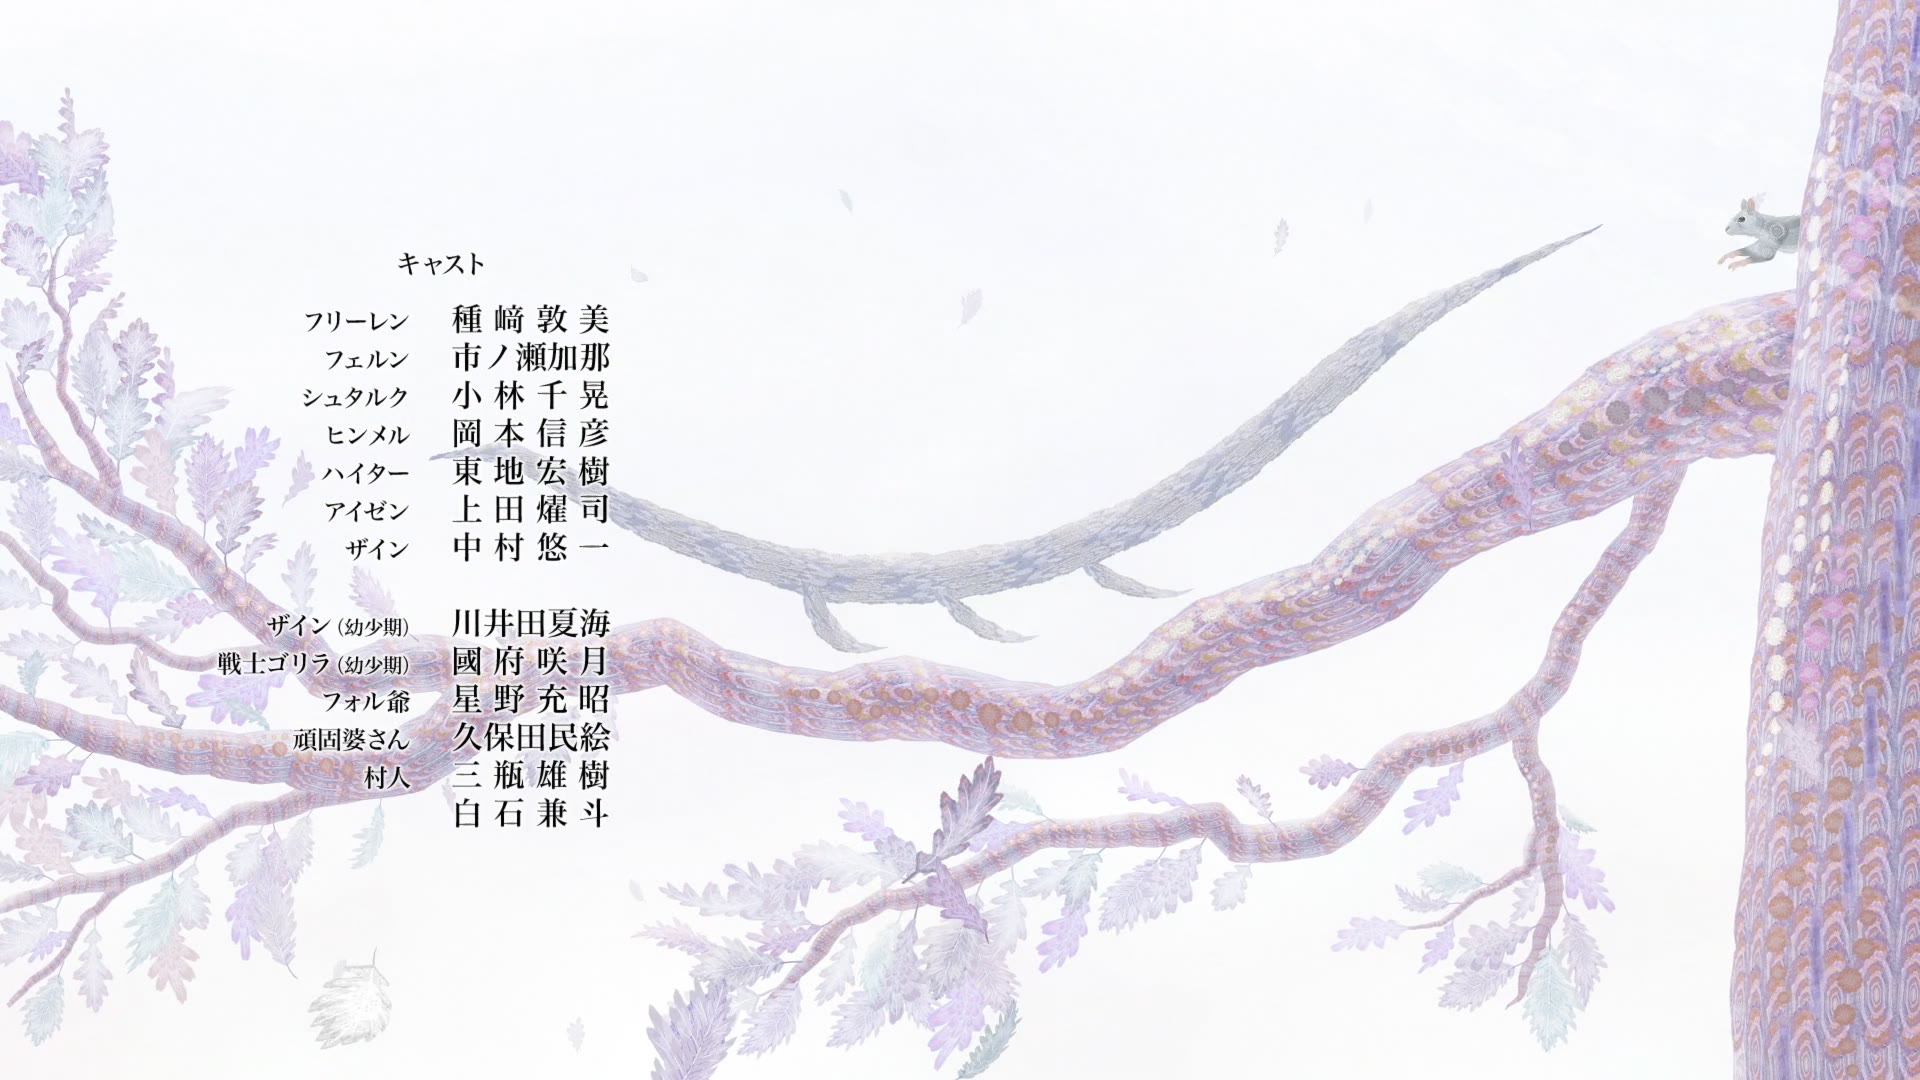 キャスト
フリーレン 種﨑敦美
フェルン 市ノ瀬加那
シュタルク 小林千晃
ヒンメル 岡本信彦
ハイター 東地宏樹
アイゼン 上田燿司
ザイン 中村悠一
ザイン(幼少期) 川井田夏海
戦士ゴリラ(幼少期) 國府咲月
フォル爺 星野充昭
頑固婆さん 久保田民絵
村人 三瓶雄樹
白石兼斗